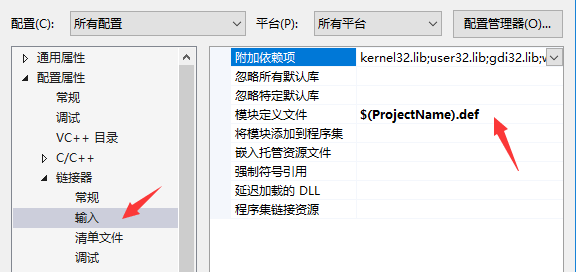 配置(C): 所有配置 平台(P): 所有平台 配置管理器(O)...
通用属性
配置属性
常规
调试
VC++ 目录
C/C++
链接器
常规
输入
清单文件
调试
附加依赖项 kernel32.lib;user32.lib;gdi32.lib;
忽略所有默认库
忽略特定默认库
模块定义文件 $(ProjectName).def
将模块添加到程序集
嵌入托管资源文件
强制符号引用
延迟加载的 DLL
程序集链接资源